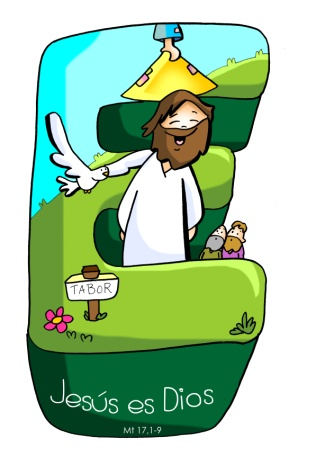 TABOR
Jesús es Dios
Mt 17,1-9